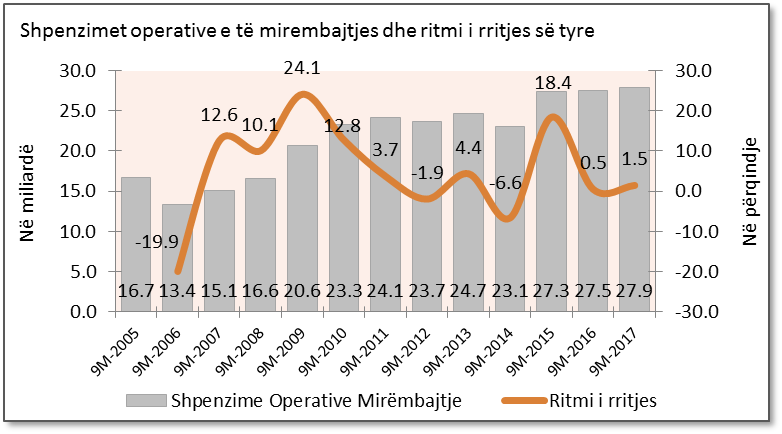 Shpenzimet operative e të mirembajtjes dhe ritmi i rritjes së tyre
Në miliardë
30.0
25.0
20.0
15.0
10.0
5.0
0.0
-19.9
12.6
10.1
24.1
12.8
3.7
-1.9
4.4
-6.6
18.4
0.5
1.5
16.7 13.4 15.1 16.6 20.6 23.3 24.1 23.7 24.7 23.1 27.3 27.5 27.9
30.0
20.0
10.0
0.0
-10.0
-20.0
-30.0
Në përqindje
9M-2005
9M-2006
9M-2007
9M-2008
9M-2009
9M-2010
9M-2011
9M-2012
9M-2013
9M-2014
9M-2015
9M-2016
9M-2017
Shpenzime Operative Mirëmbajtje
Ritmi i rritjes